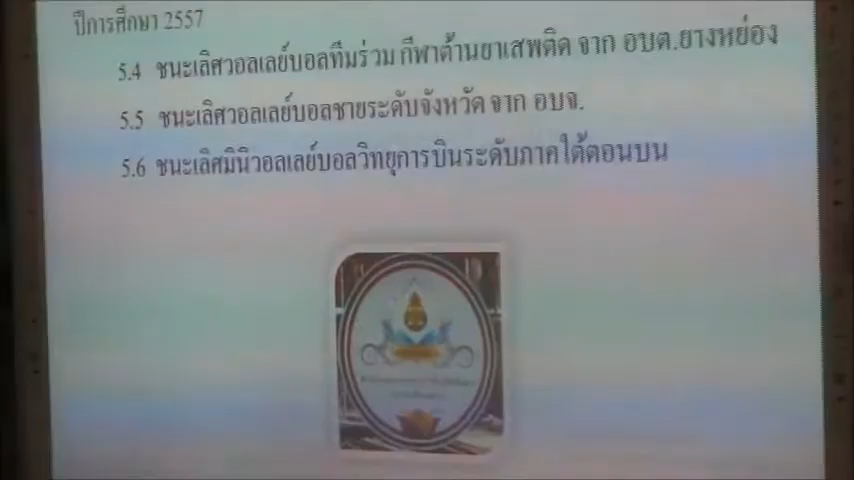 ปีการศึกษา 2557
5.4 ชนะเลิศวอลเลย์บอลทีมร่วม กีฬาต้านยาเสพติด จาก อบต.ยางหย่อง
5.5 ชนะเลิศวอลเลย์บอลชายระดับจังหวัด จาก อบจ.
5.6 ชนะเลิศมินิวอลเลย์บอลวิทยุการบินระดับภาคใต้ตอนบน